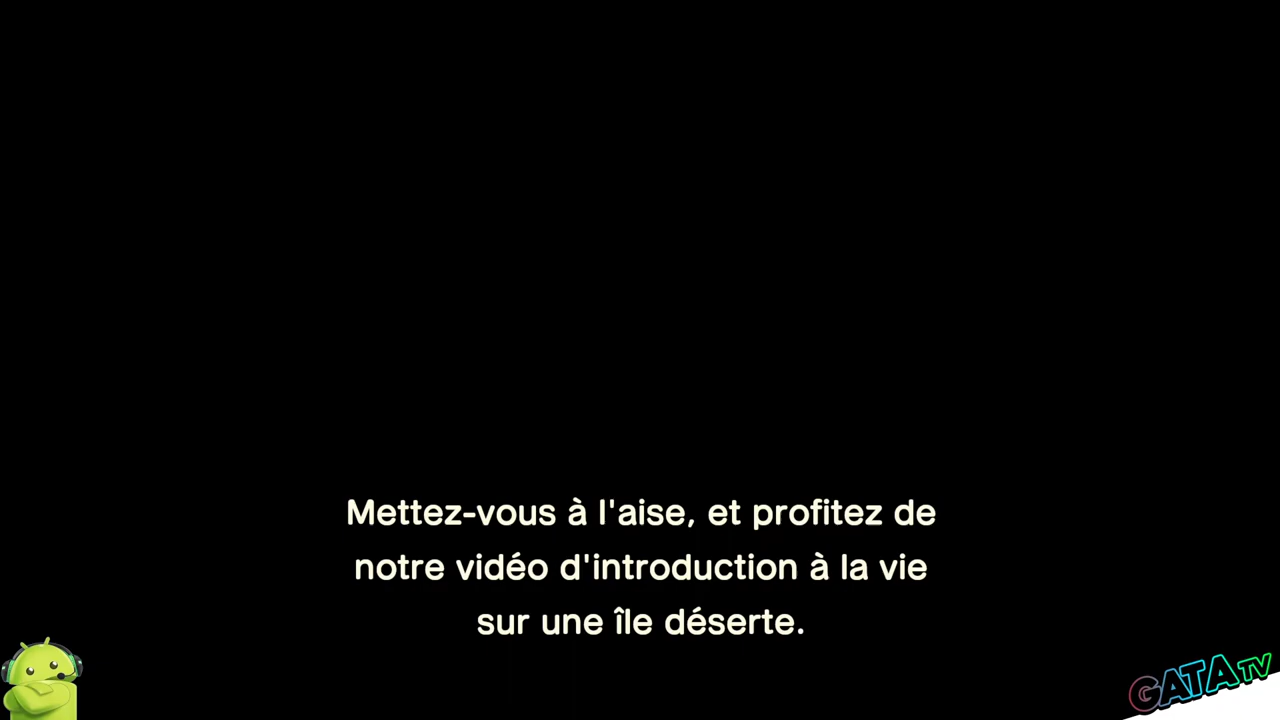 Mettez-vous à l'aise, et profitez de
notre vidéo d'introduction à la vie
sur une île déserte.
GATA TV